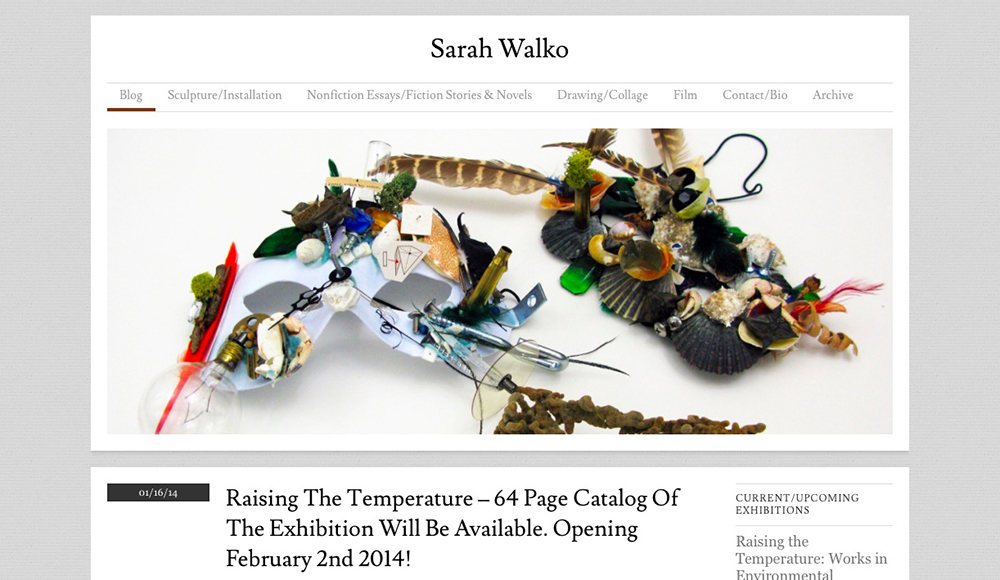 Sarah Walko
Blog Sculpture/Installation Nonfiction Essays/Fiction Stories & Novels Drawing/Collage Film Contact/Bio Archive
01/16/14
Raising The Temperature – 64 Page Catalog Of
The Exhibition Will Be Available. Opening
February 2nd 2014!
CURRENT/UPCOMING
EXHIBITIONS
Raising the
Temperature: Works in
Environmental